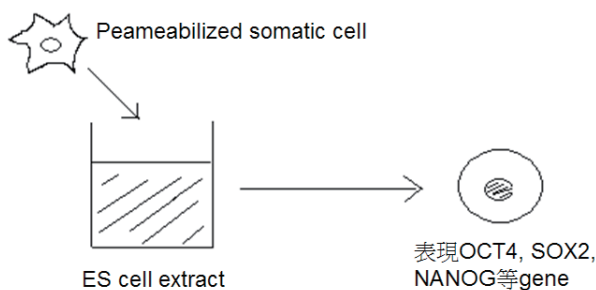 Peameabilized somatic cell
ES cell extract
表現OCT4, SOX2,
NANOG等gene